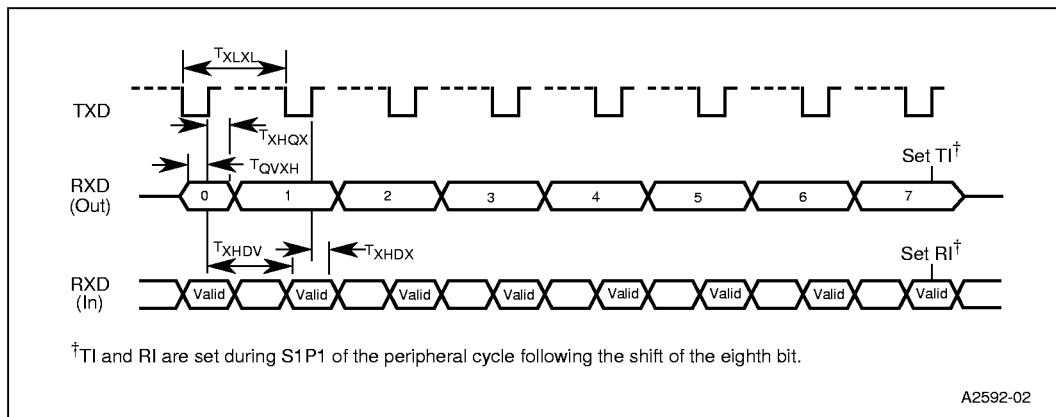 TXLXL
TXD
TXHQX
TQVXH
Set TI†
RXD
(Out)
0 1 2 3 4 5 6 7
TXHDV
TXHDX
Set RI†
RXD
(In)
Valid Valid Valid Valid Valid Valid Valid Valid
†TI and RI are set during S1P1 of the peripheral cycle following the shift of the eighth bit.
A2592-02